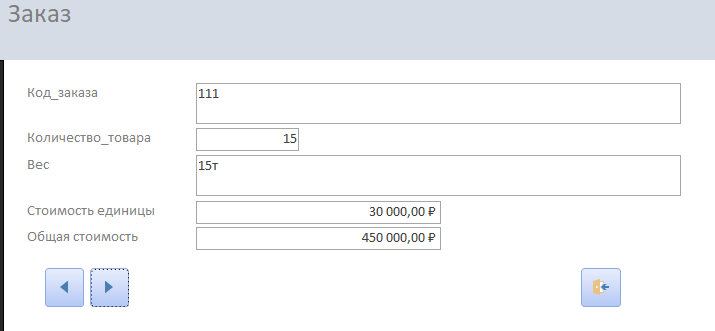 Заказ
Код_заказа 111
Количество_товара 15
Вес 15т
Стоимость единицы 30 000,00 ₽
Общая стоимость 450 000,00 ₽